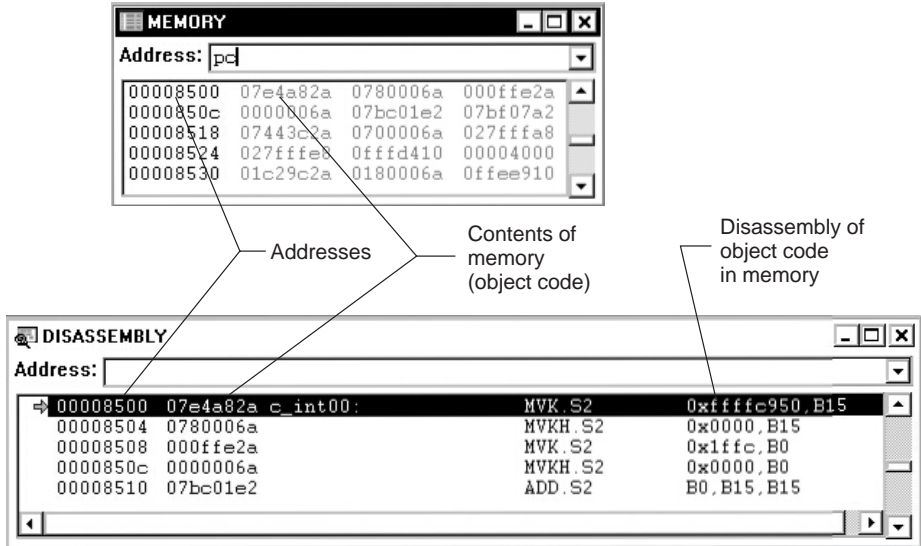 MEMORY
Address: pc
00008500 07e4a82a 0780006a 000ffe2a
0000850c 0000006a 07bc01e2 07bf07a2
00008518 07443c2a 0700006a 027fffa8
00008524 027fffe8 0fffd410 00004000
00008530 01c29c2a 0180006a 0ffee910
Addresses
Contents of
memory
(object code)
Disassembly of
object code
in memory
DISASSEMBLY
Address:
00008500 07e4a82a c_int00: MVK.S2 0xffffc950,B15
00008504 0780006a MVKH.S2 0x0000,B15
00008508 000ffe2a MVK.S2 0x1ffc,B0
0000850c 0000006a MVKH.S2 0x0000,B0
00008510 07bc01e2 ADD.S2 B0,B15,B15